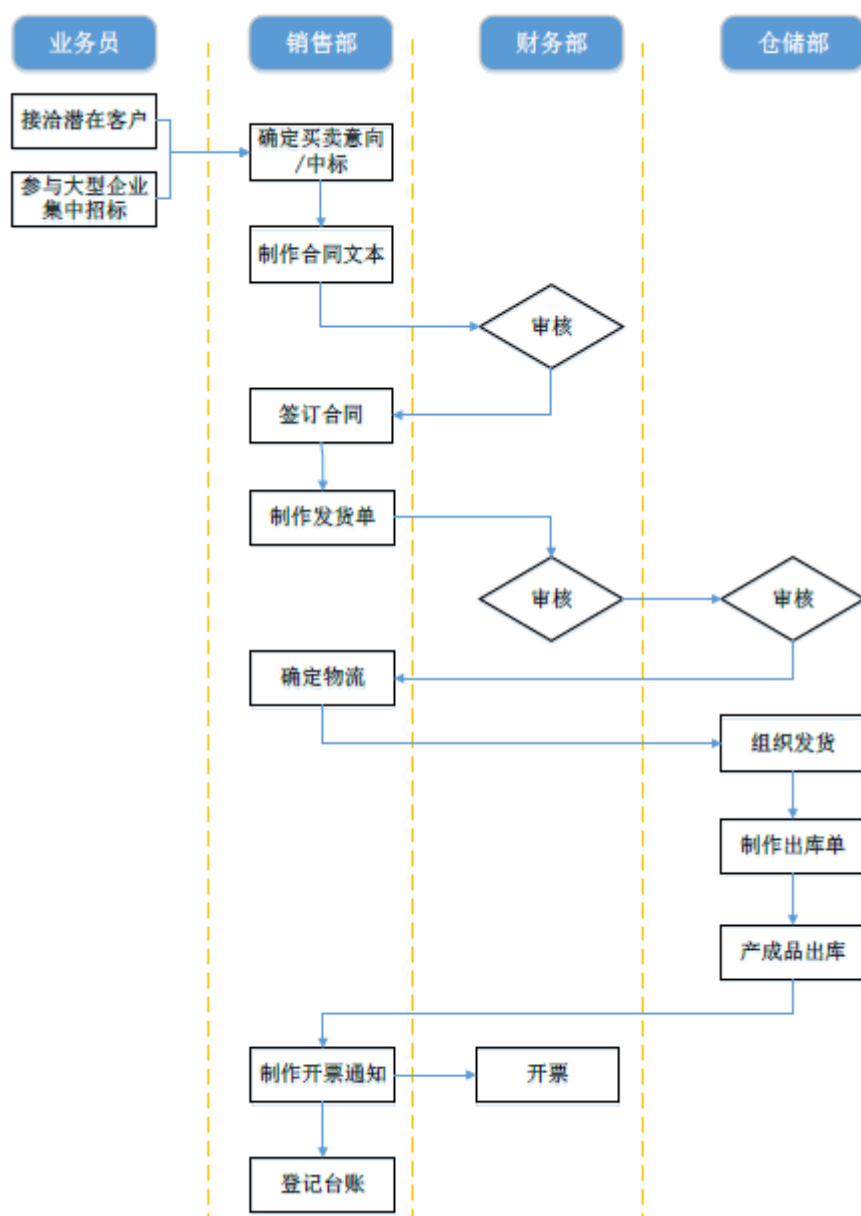 业务员
销售部
财务部
仓储部
接洽潜在客户
参与大型企业
集中招标
确定买卖意向
/中标
制作合同文本
审核
签订合同
制作发货单
审核
审核
确定物流
组织发货
制作出库单
产成品出库
制作开票通知
开票
登记台账